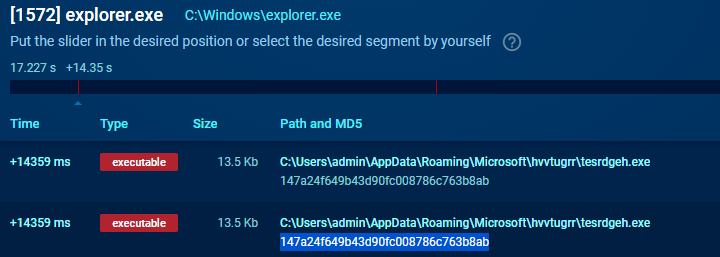 [1572] explorer.exe C:\Windows\explorer.exe
Put the slider in the desired position or select the desired segment by yourself ?
17.227 s +14.35 s
Time Type Size Path and MD5
+14359 ms executable 13.5 Kb C:\Users\admin\AppData\Roaming\Microsoft\hvvtugrr\tesrdgeh.exe
147a24f649b43d90fc008786c763b8ab
+14359 ms executable 13.5 Kb C:\Users\admin\AppData\Roaming\Microsoft\hvvtugrr\tesrdgeh.exe
147a24f649b43d90fc008786c763b8ab